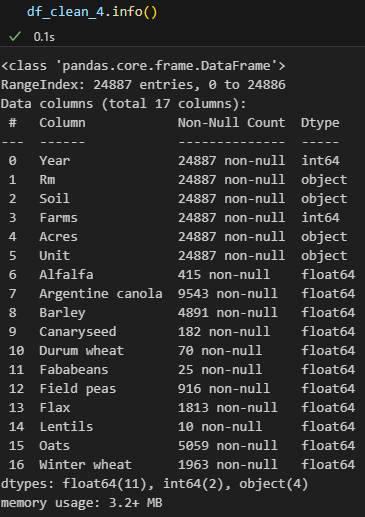 df_clean_4.info()
0.1s
<class 'pandas.core.frame.DataFrame'>
RangeIndex: 24887 entries, 0 to 24886
Data columns (total 17 columns):
 #   Column           Non-Null Count  Dtype
---  ------           --------------  -----
 0   Year             24887 non-null  int64
 1   Rm               24887 non-null  object
 2   Soil             24887 non-null  object
 3   Farms            24887 non-null  int64
 4   Acres            24887 non-null  object
 5   Unit             24887 non-null  object
 6   Alfalfa          415 non-null    float64
 7   Argentine canola 9543 non-null   float64
 8   Barley           4891 non-null   float64
 9   Canaryseed       182 non-null    float64
 10  Durum wheat      70 non-null     float64
 11  Fababeans        25 non-null     float64
 12  Field peas       916 non-null    float64
 13  Flax             1813 non-null   float64
 14  Lentils          10 non-null     float64
 15  Oats             5059 non-null   float64
 16  Winter wheat     1963 non-null   float64
dtypes: float64(11), int64(2), object(4)
memory usage: 3.2+ MB